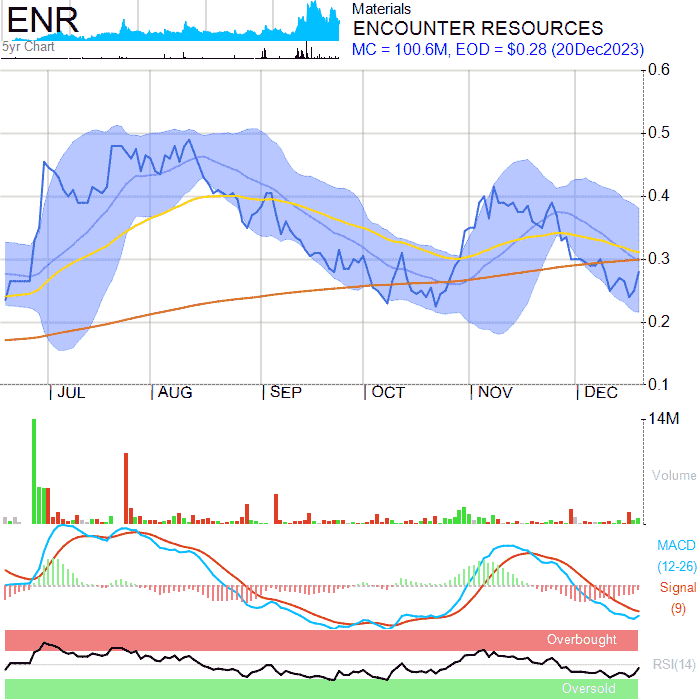 ENR
5yr Chart
Materials
ENCOUNTER RESOURCES
MC = 100.6M, EOD = $0.28 (20Dec2023)
0.6
0.5
0.4
0.3
0.2
0.1
JUL AUG SEP OCT NOV DEC
14M
Volume
MACD
(12-26)
Signal
(9)
Overbought
RSI(14)
Oversold